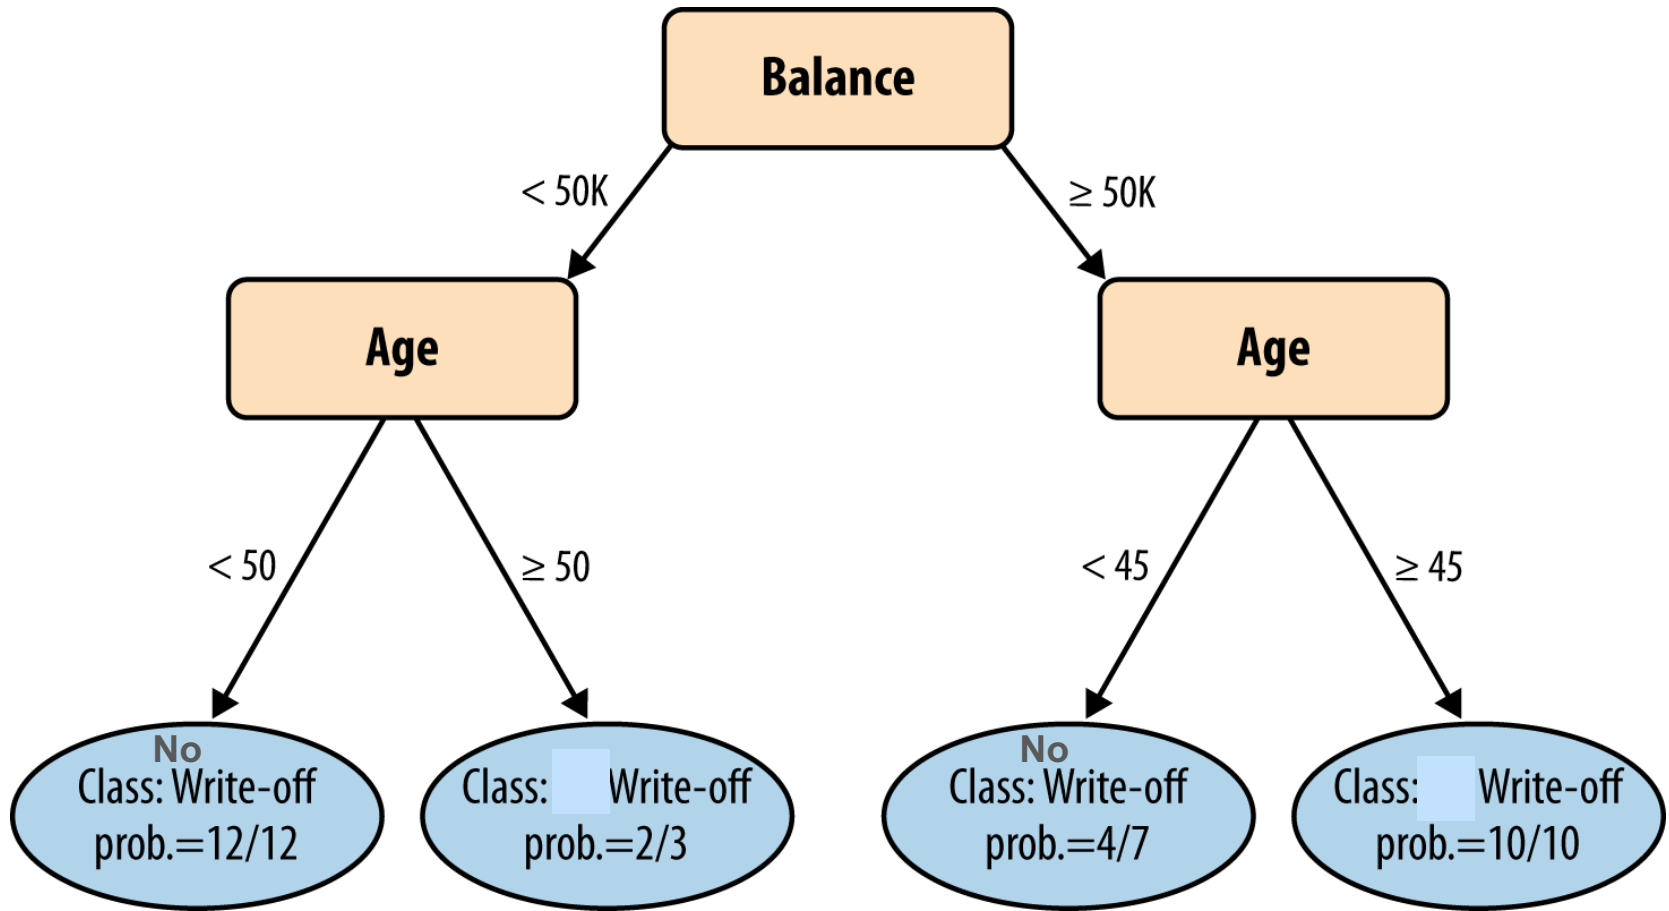 Balance
< 50K
≥ 50K
Age
Age
< 50
≥ 50
< 45
≥ 45
No
Class: Write-off
prob.=12/12
Class: Write-off
prob.=2/3
No
Class: Write-off
prob.=4/7
Class: Write-off
prob.=10/10